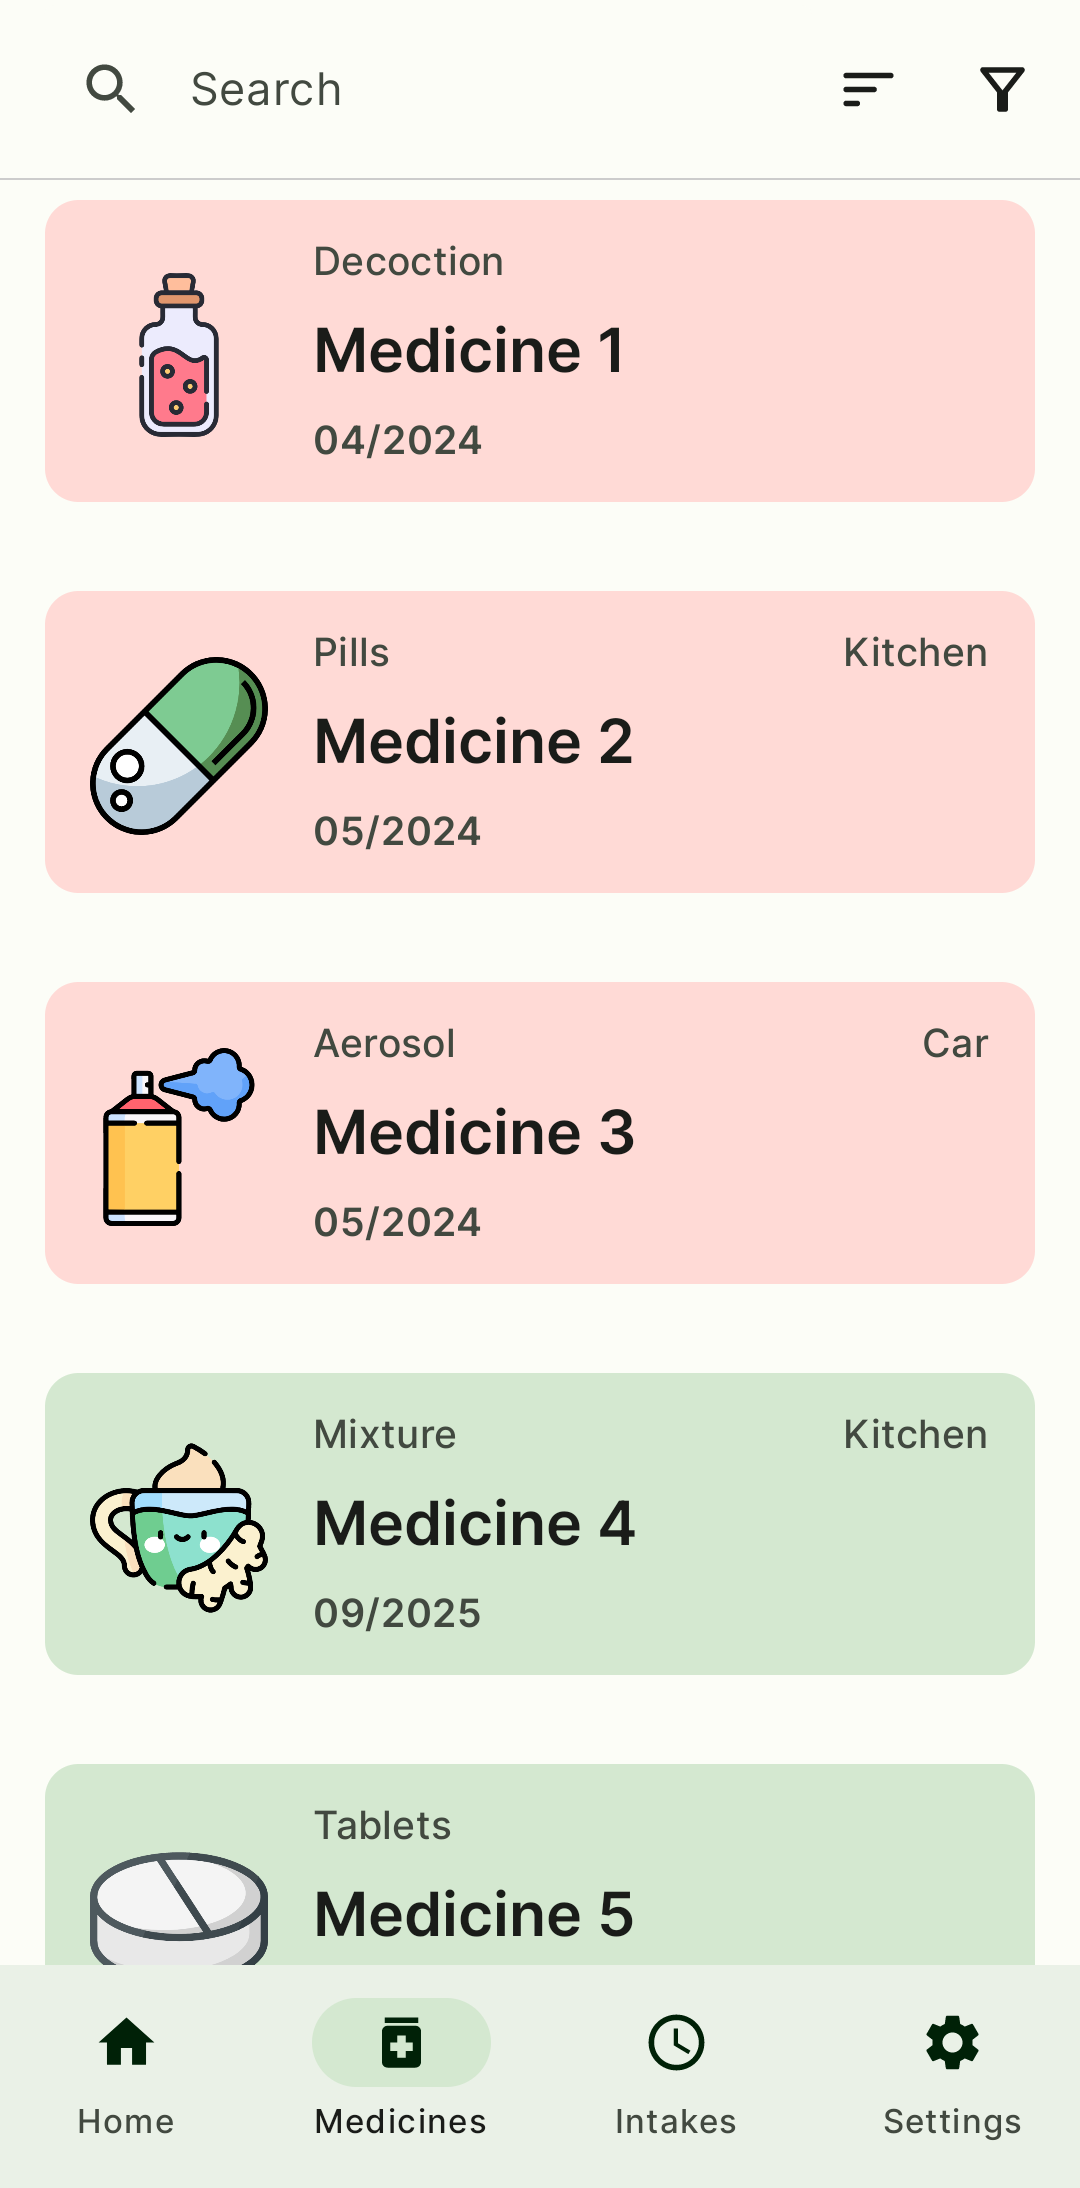 Search
Decoction
Medicine 1
04/2024
Pills Kitchen
Medicine 2
05/2024
Aerosol Car
Medicine 3
05/2024
Mixture Kitchen
Medicine 4
09/2025
Tablets
Medicine 5
Home Medicines Intakes Settings